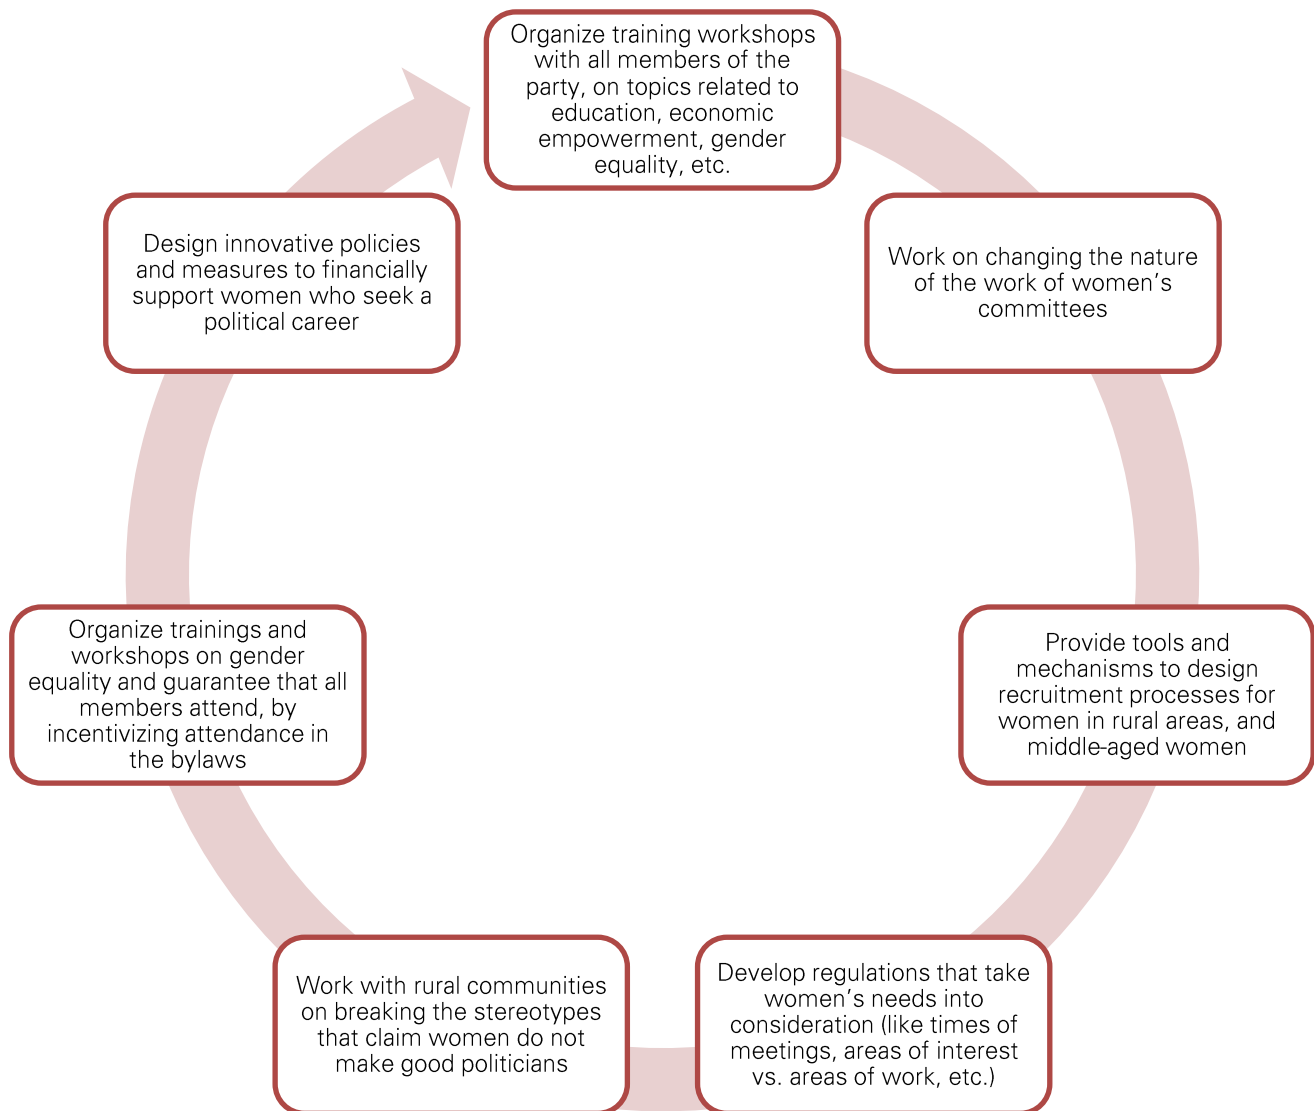 Organize training workshops
with all members of the
party, on topics related to
education, economic
empowerment, gender
equality, etc.
Work on changing the nature
of the work of women’s
committees
Provide tools and
mechanisms to design
recruitment processes for
women in rural areas, and
middle-aged women
Develop regulations that take
women’s needs into
consideration (like times of
meetings, areas of interest
vs. areas of work, etc.)
Work with rural communities
on breaking the stereotypes
that claim women do not
make good politicians
Organize trainings and
workshops on gender
equality and guarantee that all
members attend, by
incentivizing attendance in
the bylaws
Design innovative policies
and measures to financially
support women who seek a
political career